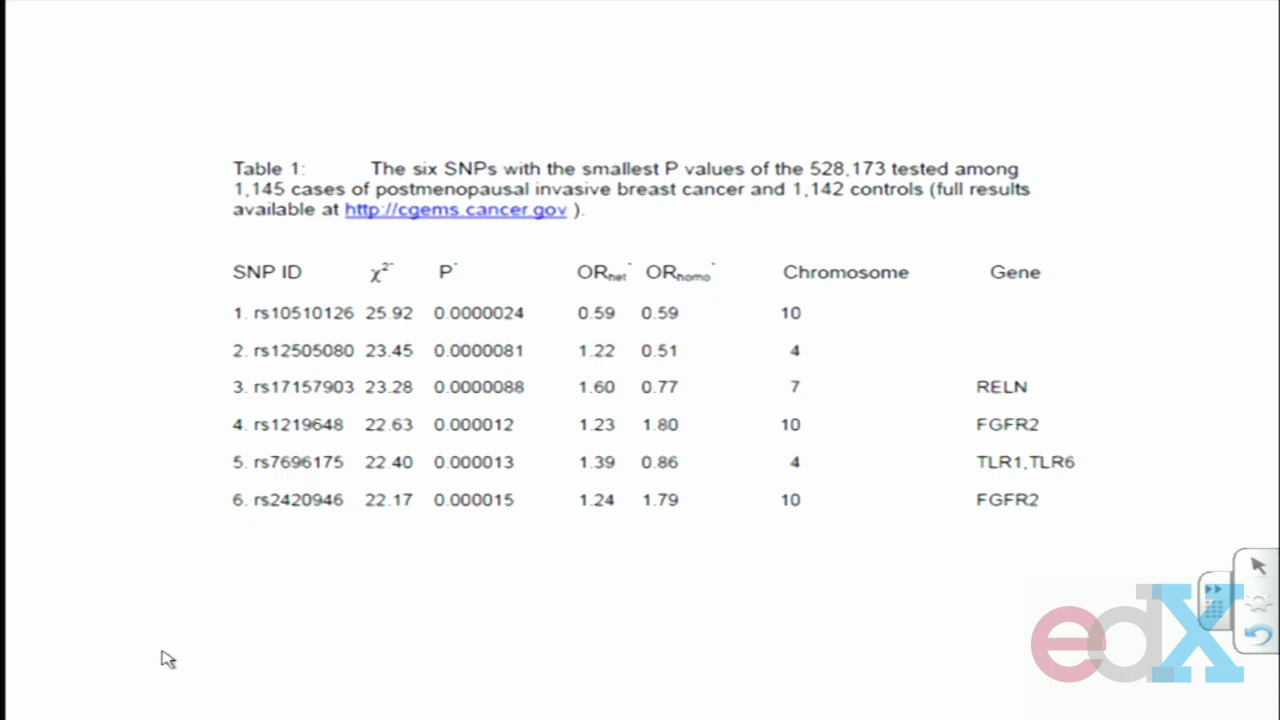 Table 1: The six SNPs with the smallest P values of the 528,173 tested among
1,145 cases of postmenopausal invasive breast cancer and 1,142 controls (full results
available at http://cgems.cancer.gov ).
SNP ID χ2* P* ORhet* ORhomo* Chromosome Gene
1. rs10510126 25.92 0.0000024 0.59 0.59 10
2. rs12505080 23.45 0.0000081 1.22 0.51 4
3. rs17157903 23.28 0.0000088 1.60 0.77 7 RELN
4. rs1219648 22.63 0.000012 1.23 1.80 10 FGFR2
5. rs7696175 22.40 0.000013 1.39 0.86 4 TLR1,TLR6
6. rs2420946 22.17 0.000015 1.24 1.79 10 FGFR2
edX